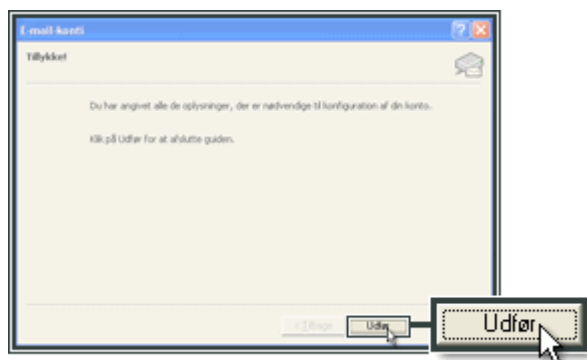 E-mail-konti
Tillykke!
Du har angivet alle de oplysninger, der er nødvendige til konfiguration af din konto.
Klik på Udfør for at afslutte guiden.
< Tilbage
Udfør
Udfør